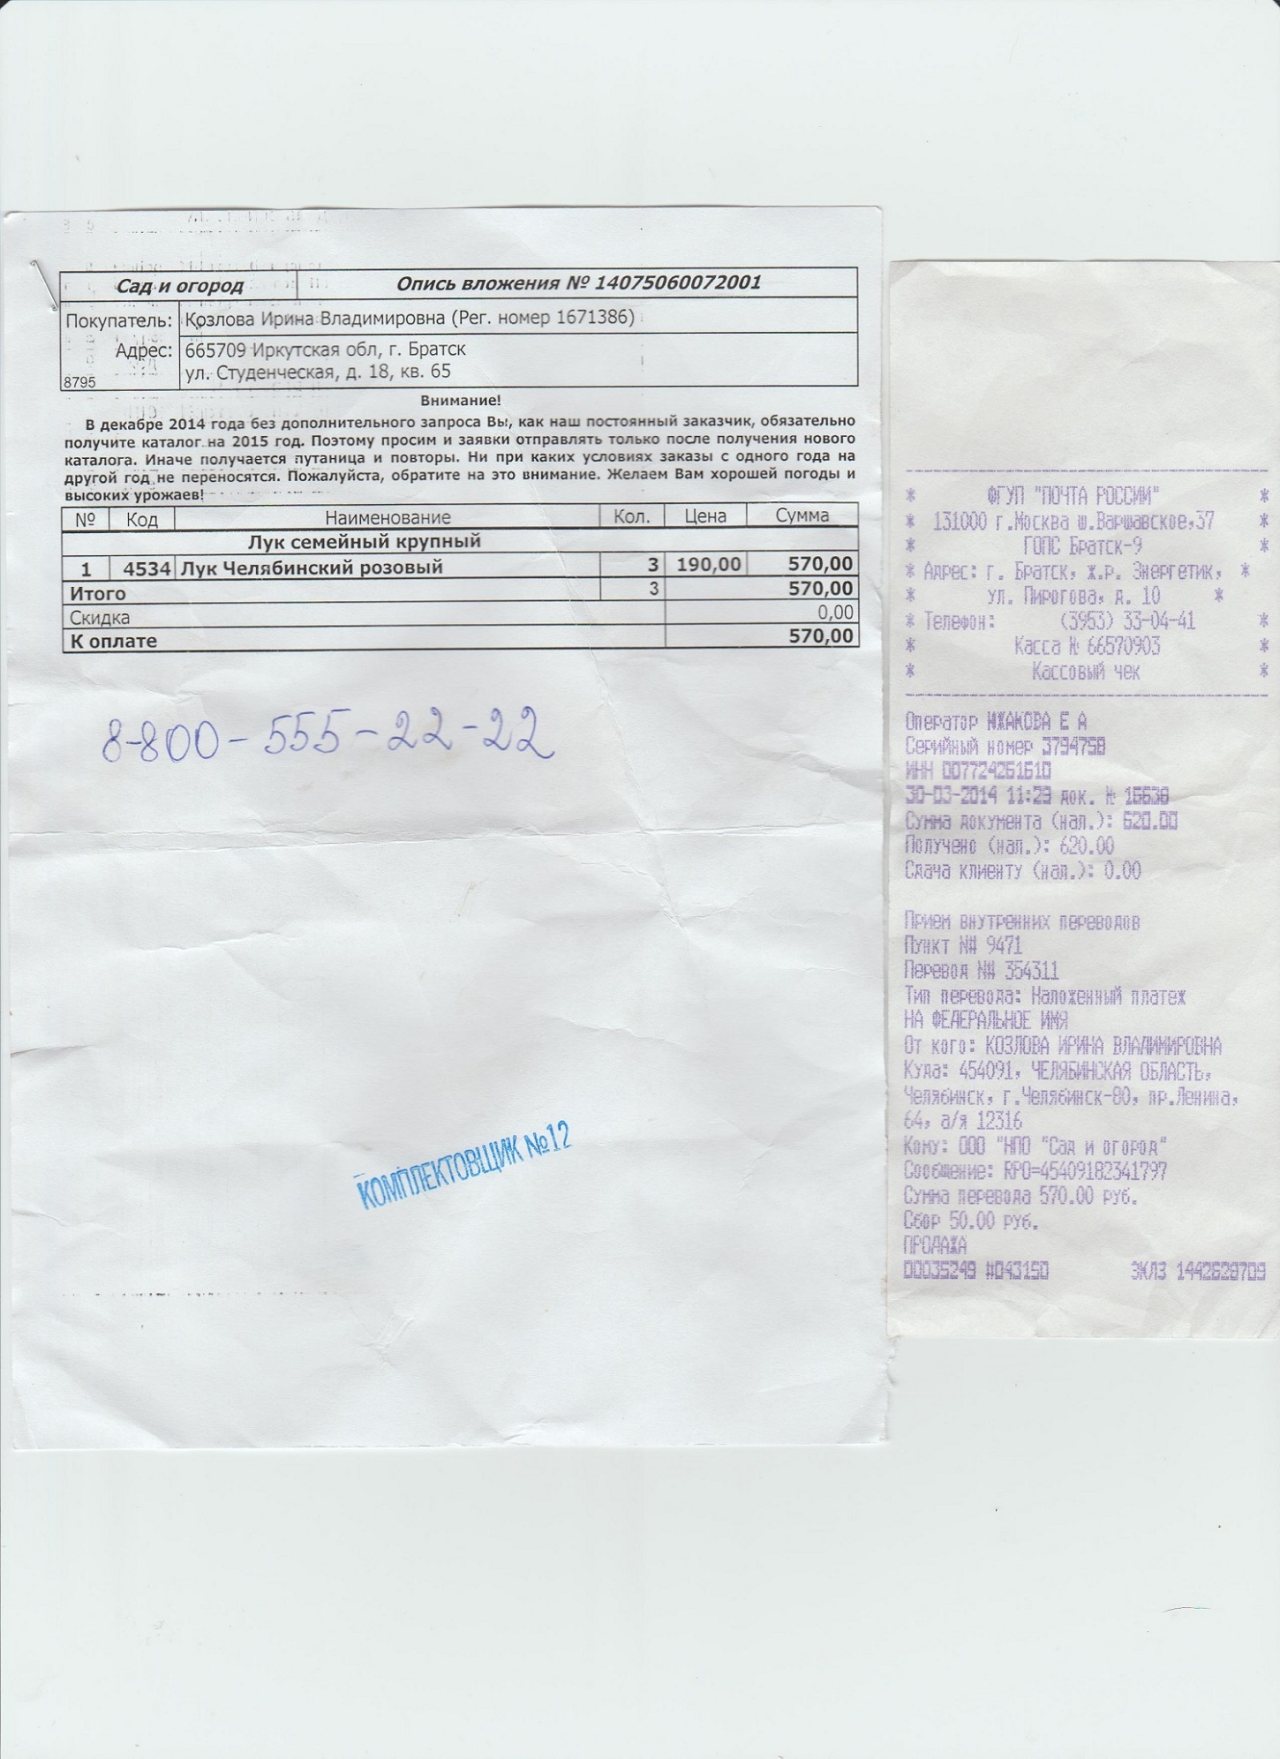 Сад и огород Опись вложения № 14075060072001
Покупатель: Козлова Ирина Владимировна (Рег. номер 1671386)
Адрес: 665709 Иркутская обл, г. Братск
8795 ул. Студенческая, д. 18, кв. 65
Внимание!
В декабре 2014 года без дополнительного запроса Вы, как наш постоянный заказчик, обязательно
получите каталог на 2015 год. Поэтому просим и заявки отправлять только после получения нового
каталога. Иначе получается путаница и повторы. Ни при каких условиях заказы с одного года на
другой год не переносятся. Пожалуйста, обратите на это внимание. Желаем Вам хорошей погоды и
высоких урожаев!
№ Код Наименование Кол. Цена Сумма
Лук семейный крупный
1 4534 Лук Челябинский розовый 3 190,00 570,00
Итого 3 570,00
Скидка 0,00
К оплате 570,00
8-800-555-22-22
КОМПЛЕКТОВЩИК №12
* ФГУП "ПОЧТА РОССИИ" *
* 131000 г.Москва ш.Варшавское,37 *
* ГОПС Братск-9 *
* Адрес: г. Братск, ж.р. Энергетик, *
* ул. Пирогова, д. 10 *
* Телефон: (3953) 33-04-41 *
* Касса № 66570903 *
* Кассовый чек *
Оператор ИЖАКОВА Е А
Серийный номер 3794758
ИНН 007724261610
30-03-2014 11:29 док. № 16638
Сумма документа (нал.): 620.00
Получено (нал.): 620.00
Сдача клиенту (нал.): 0.00
Прием внутренних переводов
Пункт N# 9471
Перевод N# 354311
Тип перевода: Наложенный платеж
НА ФЕДЕРАЛЬНОЕ ИМЯ
От кого: КОЗЛОВА ИРИНА ВЛАДИМИРОВНА
Куда: 454091, ЧЕЛЯБИНСКАЯ ОБЛАСТЬ,
Челябинск, г.Челябинск-80, пр.Ленина,
64, а/я 12316
Кому: ООО "НПО "Сад и огород"
Сообщение: RPO=45409182341797
Сумма перевода 570.00 руб.
Сбор 50.00 руб.
ПРОДАЖА
00035249 #043150 ЭКЛЗ 1442629709